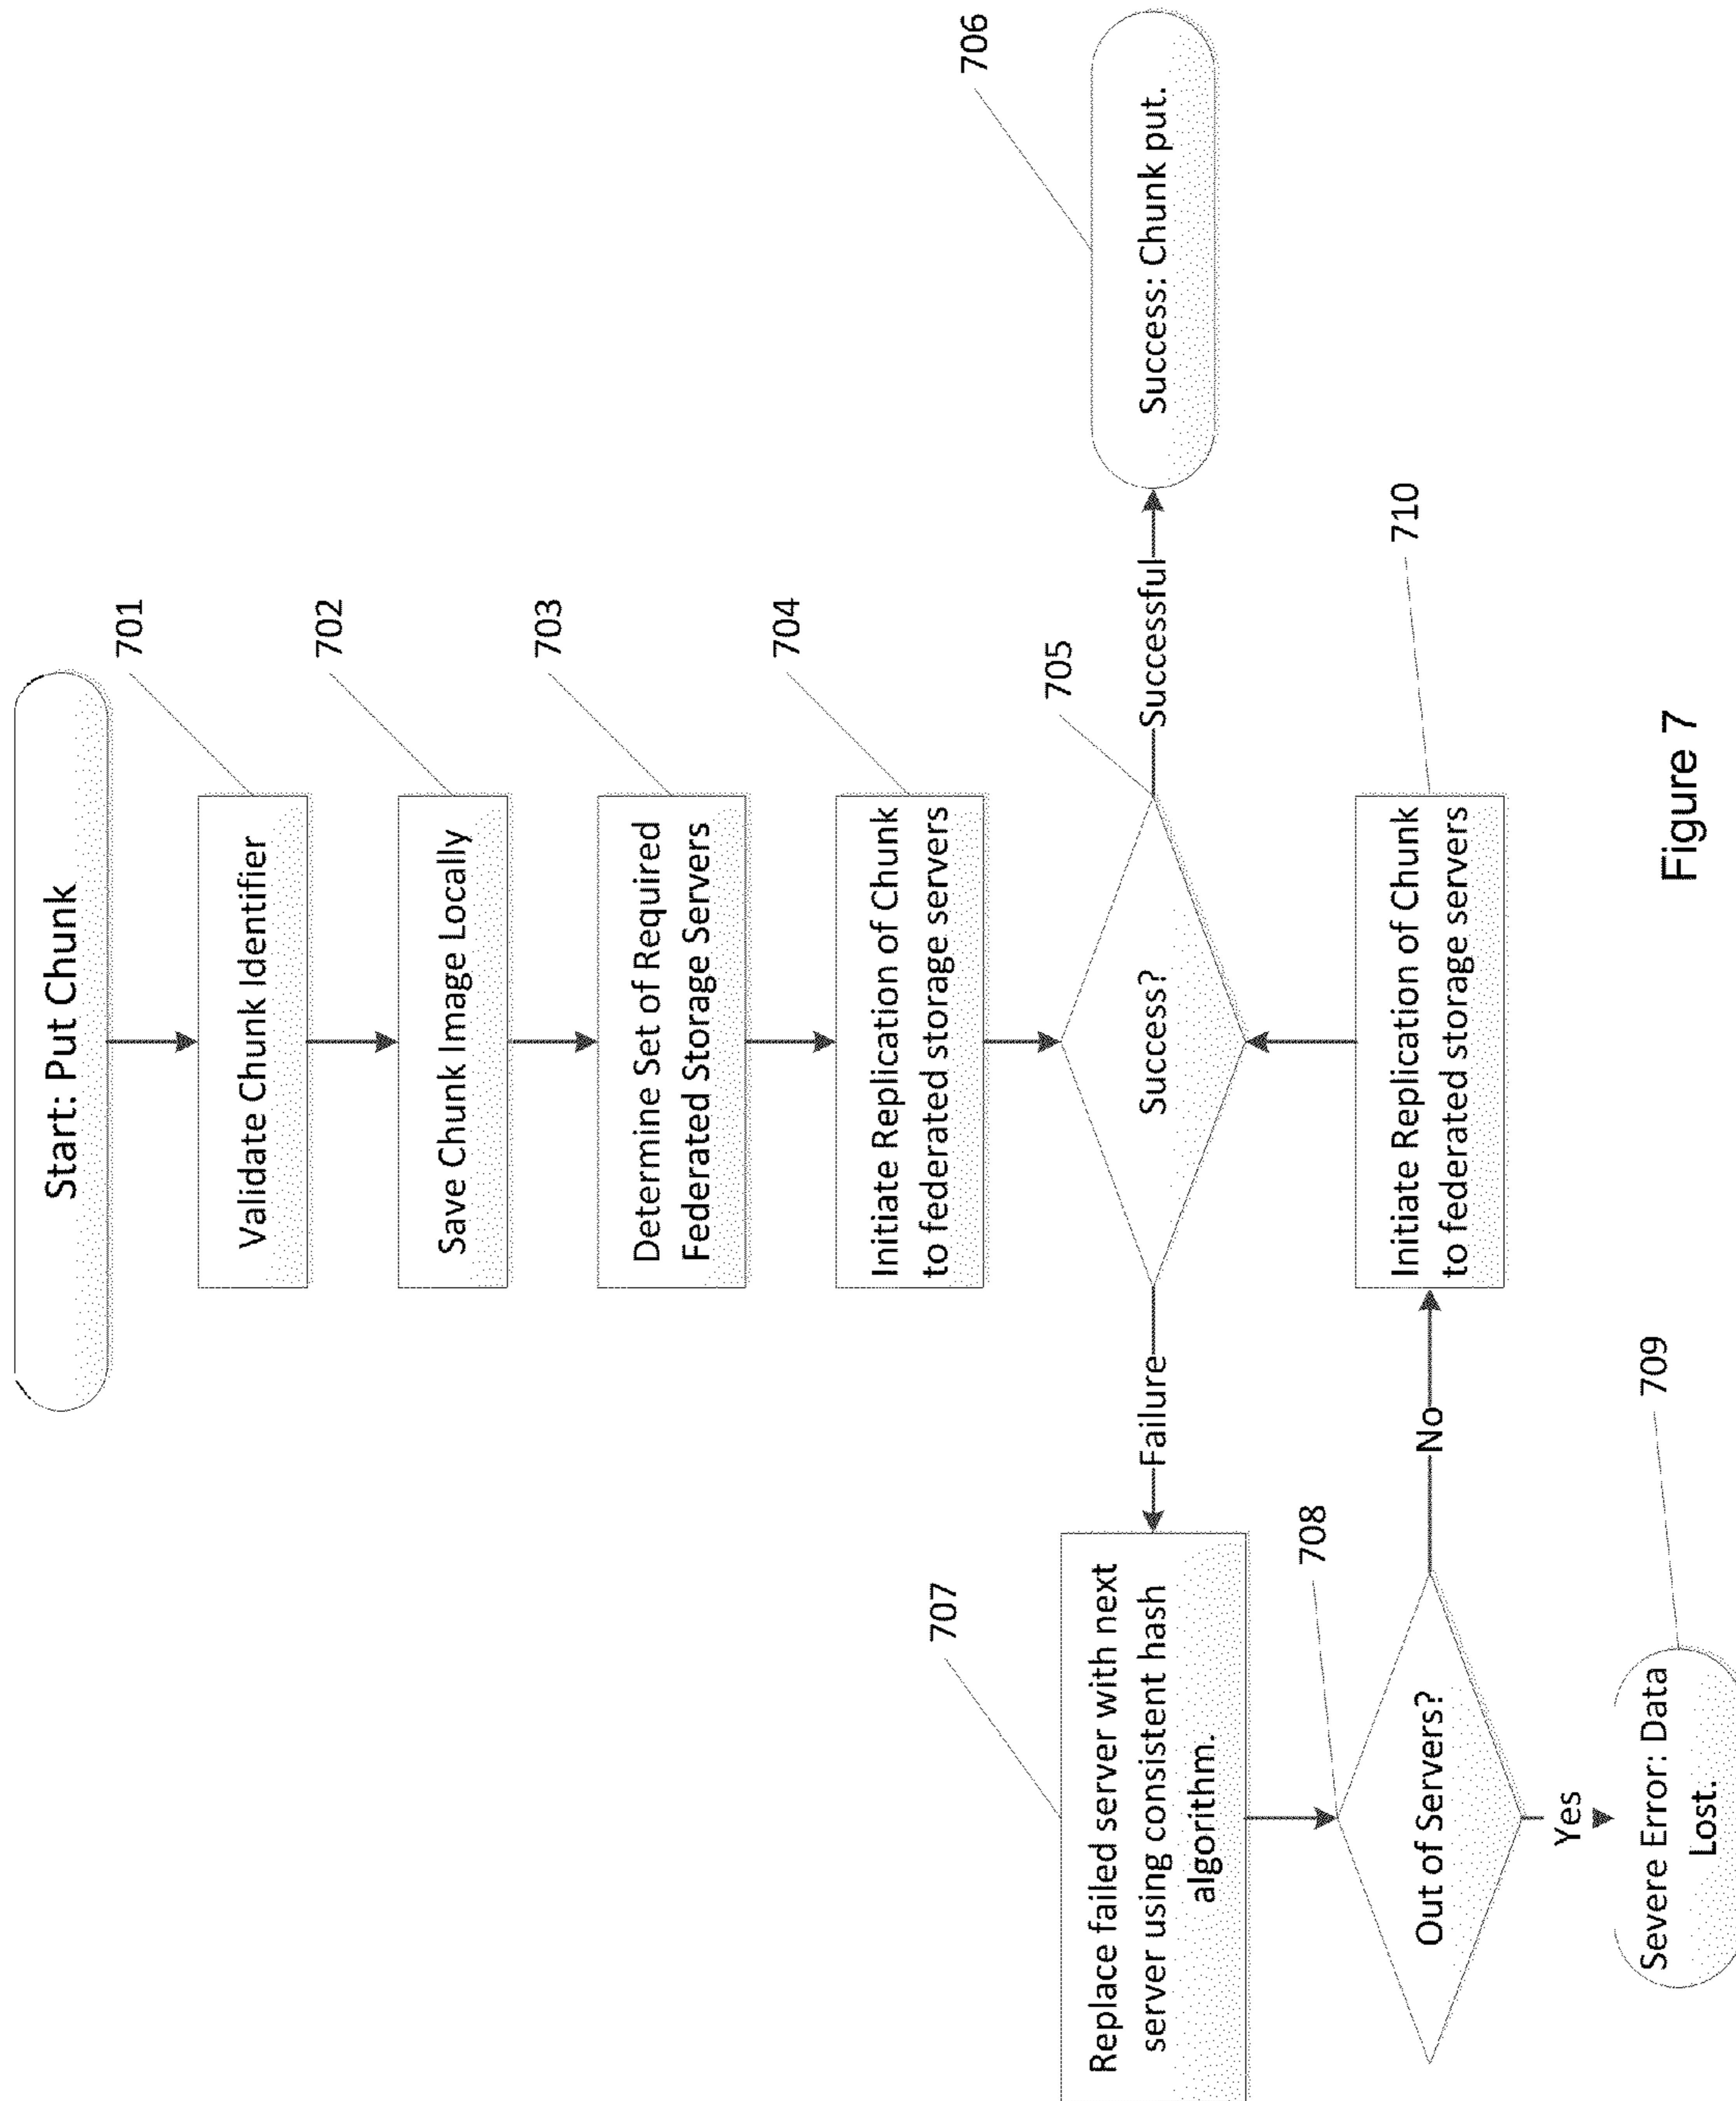 Start: Put Chunk
701
Validate Chunk Identifier
702
Save Chunk Image Locally
703
Determine Set of Required
Federated Storage Servers
704
Initiate Replication of Chunk
to federated storage servers
705
Success?
Successful
706
Success: Chunk put.
Failure
707
Replace failed server with next
server using consistent hash
algorithm.
708
Out of Servers?
No
710
Initiate Replication of Chunk
to federated storage servers
Yes
709
Severe Error: Data
Lost.
Figure 7